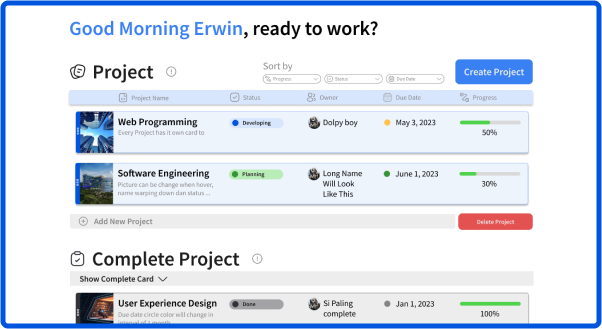 Good Morning Erwin, ready to work?
Project
Sort by
Progress
Status
Due Date
Create Project
Project Name
Status
Owner
Due Date
Progress
Web Programming
Every Project has it own card to
Developing
Dolpy boy
May 3, 2023
50%
Software Engineering
Picture can be change when hover,
name warping down dan status ...
Planning
Long Name
Will Look
Like This
June 1, 2023
30%
Add New Project
Delete Project
Complete Project
Show Complete Card
User Experience Design
Due date circle color will change in
interval of 1 month
Done
Si Paling
complete
Jan 1, 2023
100%